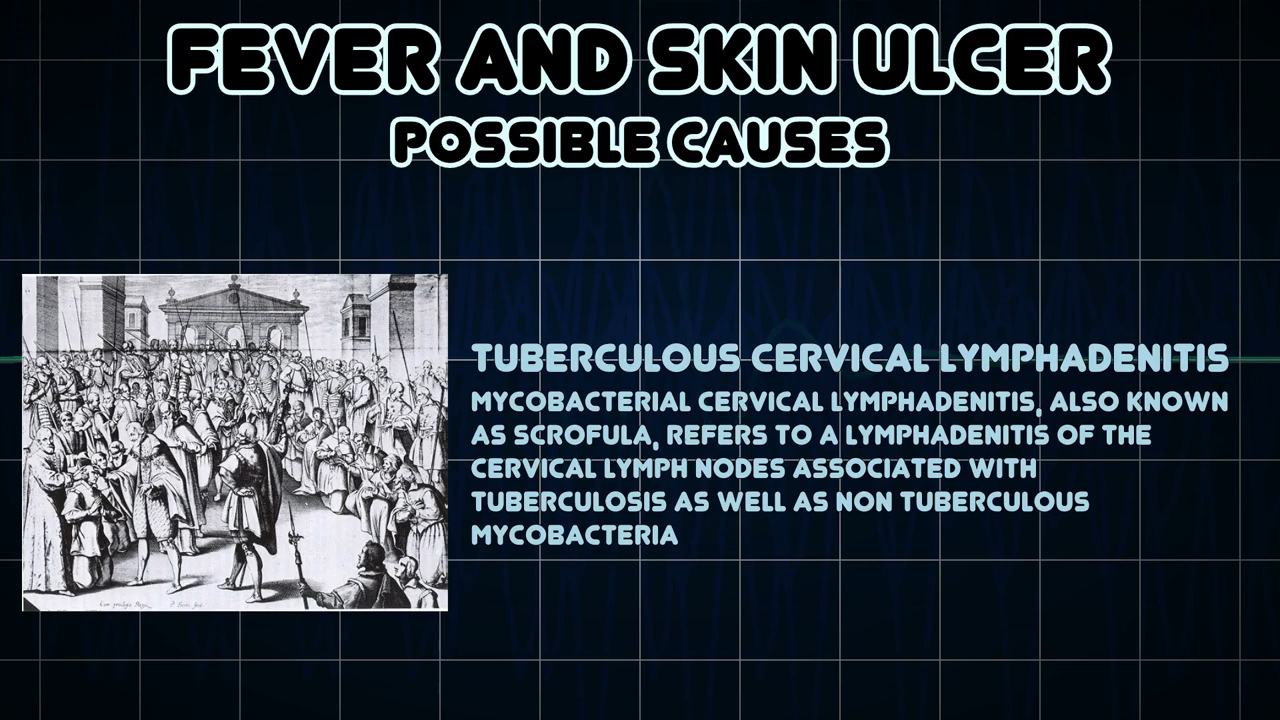 FEVER AND SKIN ULCER
POSSIBLE CAUSES
TUBERCULOUS CERVICAL LYMPHADENITIS
MYCOBACTERIAL CERVICAL LYMPHADENITIS, ALSO KNOWN
AS SCROFULA, REFERS TO A LYMPHADENITIS OF THE
CERVICAL LYMPH NODES ASSOCIATED WITH
TUBERCULOSIS AS WELL AS NON TUBERCULOUS
MYCOBACTERIA